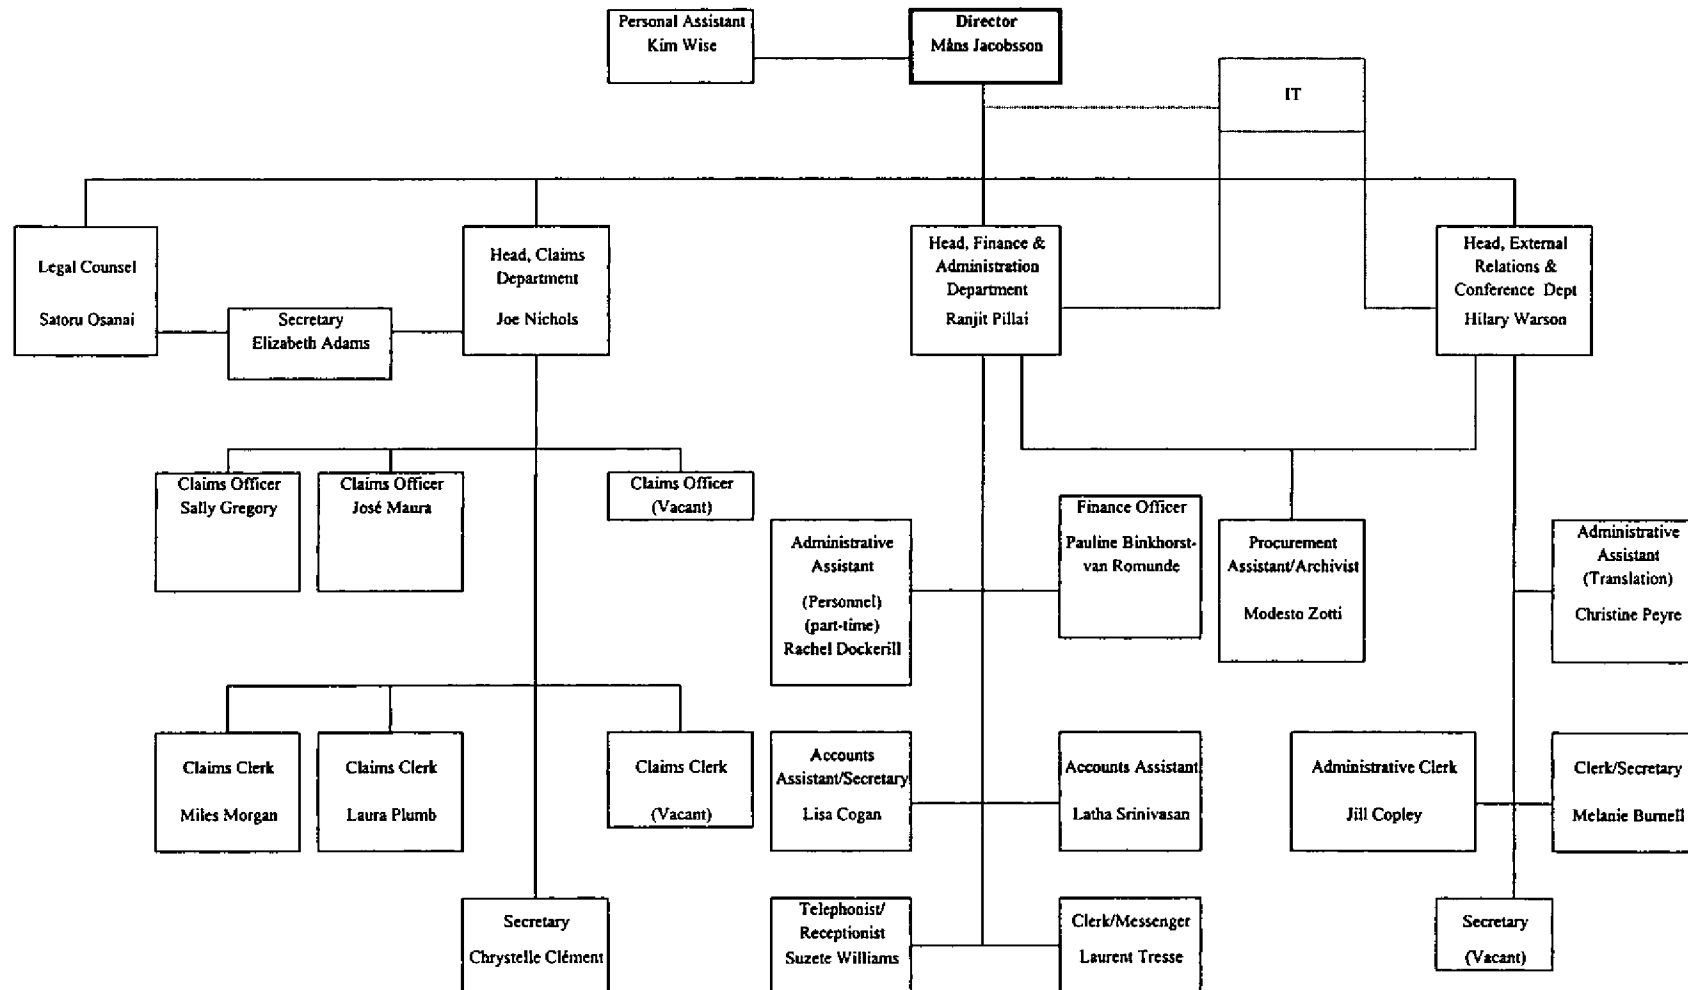 Personal Assistant
Kim Wise
Director
Måns Jacobsson
IT
Legal Counsel
Satoru Osanai
Secretary
Elizabeth Adams
Head, Claims
Department
Joe Nichols
Head, Finance &
Administration
Department
Ranjit Pillai
Head, External
Relations &
Conference Dept
Hilary Warson
Claims Officer
Sally Gregory
Claims Officer
José Maura
Claims Officer
(Vacant)
Administrative
Assistant
(Personnel)
(part-time)
Rachel Dockerill
Finance Officer
Pauline Binkhorst-
van Romunde
Procurement
Assistant/Archivist
Modesto Zotti
Administrative
Assistant
(Translation)
Christine Peyre
Claims Clerk
Miles Morgan
Claims Clerk
Laura Plumb
Claims Clerk
(Vacant)
Accounts
Assistant/Secretary
Lisa Cogan
Accounts Assistant
Latha Srinivasan
Administrative Clerk
Jill Copley
Clerk/Secretary
Melanie Burnell
Secretary
Chrystelle Clément
Telephonist/
Receptionist
Suzete Williams
Clerk/Messenger
Laurent Tresse
Secretary
(Vacant)